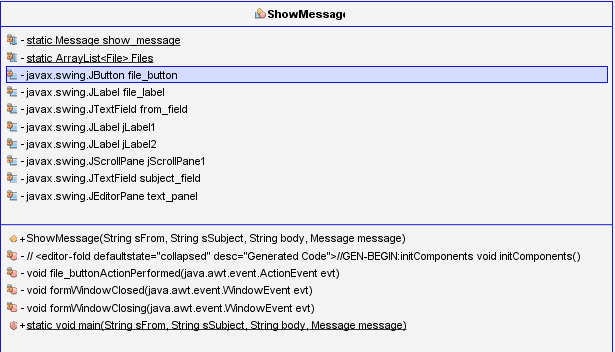 ShowMessage
- static Message show_message
- static ArrayList<File> Files
- javax.swing.JButton file_button
- javax.swing.JLabel file_label
- javax.swing.JTextField from_field
- javax.swing.JLabel jLabel1
- javax.swing.JLabel jLabel2
- javax.swing.JScrollPane jScrollPane1
- javax.swing.JTextField subject_field
- javax.swing.JEditorPane text_panel
+ ShowMessage(String sFrom, String sSubject, String body, Message message)
- // <editor-fold defaultstate="collapsed" desc="Generated Code">//GEN-BEGIN:initComponents void initComponents()
- void file_buttonActionPerformed(java.awt.event.ActionEvent evt)
- void formWindowClosed(java.awt.event.WindowEvent evt)
- void formWindowClosing(java.awt.event.WindowEvent evt)
+ static void main(String sFrom, String sSubject, String body, Message message)